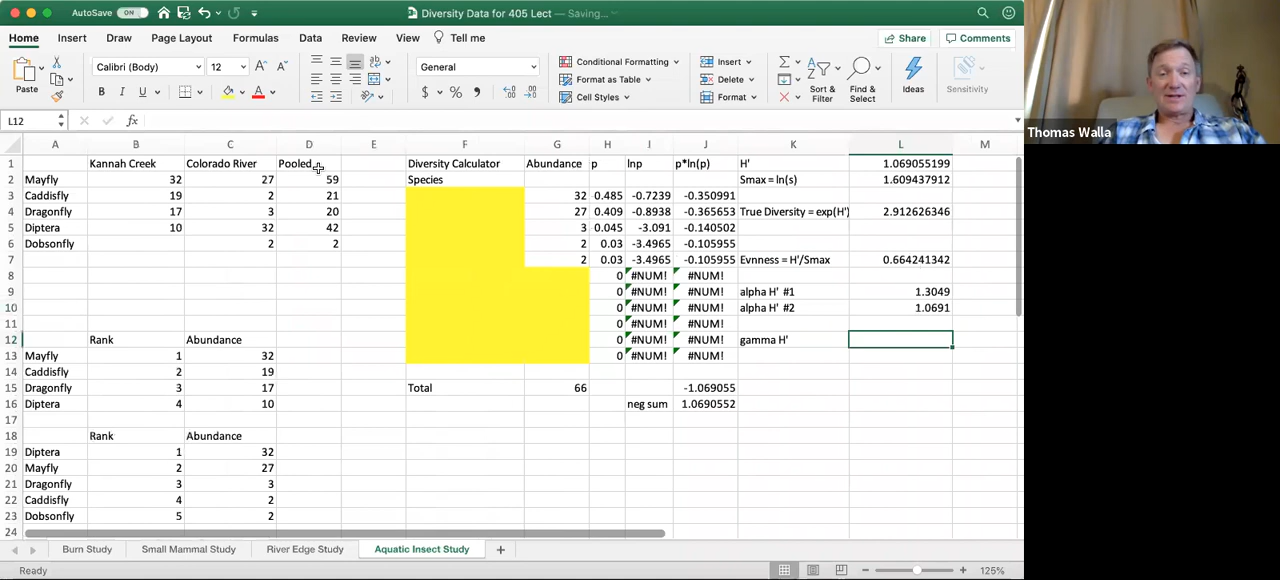 AutoSave ON Diversity Data for 405 Lect — Saving...
Home Insert Draw Page Layout Formulas Data Review View Tell me Share Comments
Paste Calibri (Body) 12 A A General Conditional Formatting Format as Table Cell Styles Insert Delete Format Sort & Filter Find & Select Ideas Sensitivity
B I U A $ %
L12 fx
A B C D E F G H I J K L M
1 Kannah Creek Colorado River Pooled Diversity Calculator Abundance p lnp p*ln(p) H' 1.069055199
2 Mayfly 32 27 59 Species Smax = ln(s) 1.609437912
3 Caddisfly 19 2 21 32 0.485 -0.7239 -0.350991
4 Dragonfly 17 3 20 27 0.409 -0.8938 -0.365653 True Diversity = exp(H') 2.912626346
5 Diptera 10 32 42 3 0.045 -3.091 -0.140502
6 Dobsonfly 2 2 2 0.03 -3.4965 -0.105955
7 2 0.03 -3.4965 -0.105955 Evnness = H'/Smax 0.664241342
8 0 #NUM! #NUM!
9 0 #NUM! #NUM! alpha H' #1 1.3049
10 0 #NUM! #NUM! alpha H' #2 1.0691
11 0 #NUM! #NUM!
12 Rank Abundance 0 #NUM! #NUM! gamma H'
13 Mayfly 1 32 0 #NUM! #NUM!
14 Caddisfly 2 19
15 Dragonfly 3 17 Total 66 -1.069055
16 Diptera 4 10 neg sum 1.0690552
17
18 Rank Abundance
19 Diptera 1 32
20 Mayfly 2 27
21 Dragonfly 3 3
22 Caddisfly 4 2
23 Dobsonfly 5 2
24
Burn Study Small Mammal Study River Edge Study Aquatic Insect Study +
Ready 125%
Thomas Walla